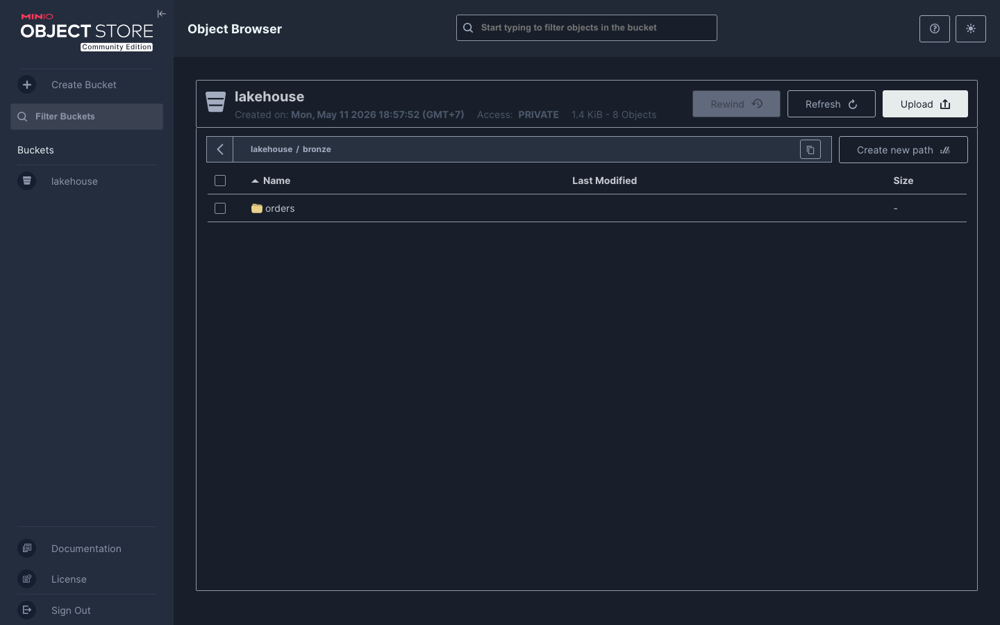 MINIO
OBJECT STORE
Community Edition
Create Bucket
Filter Buckets
Buckets
lakehouse
Documentation
License
Sign Out
Object Browser
Start typing to filter objects in the bucket
lakehouse
Created on: Mon, May 11 2026 18:57:52 (GMT+7) Access: PRIVATE 1.4 KiB - 8 Objects
Rewind
Refresh
Upload
lakehouse / bronze
Create new path
Name Last Modified Size
orders -